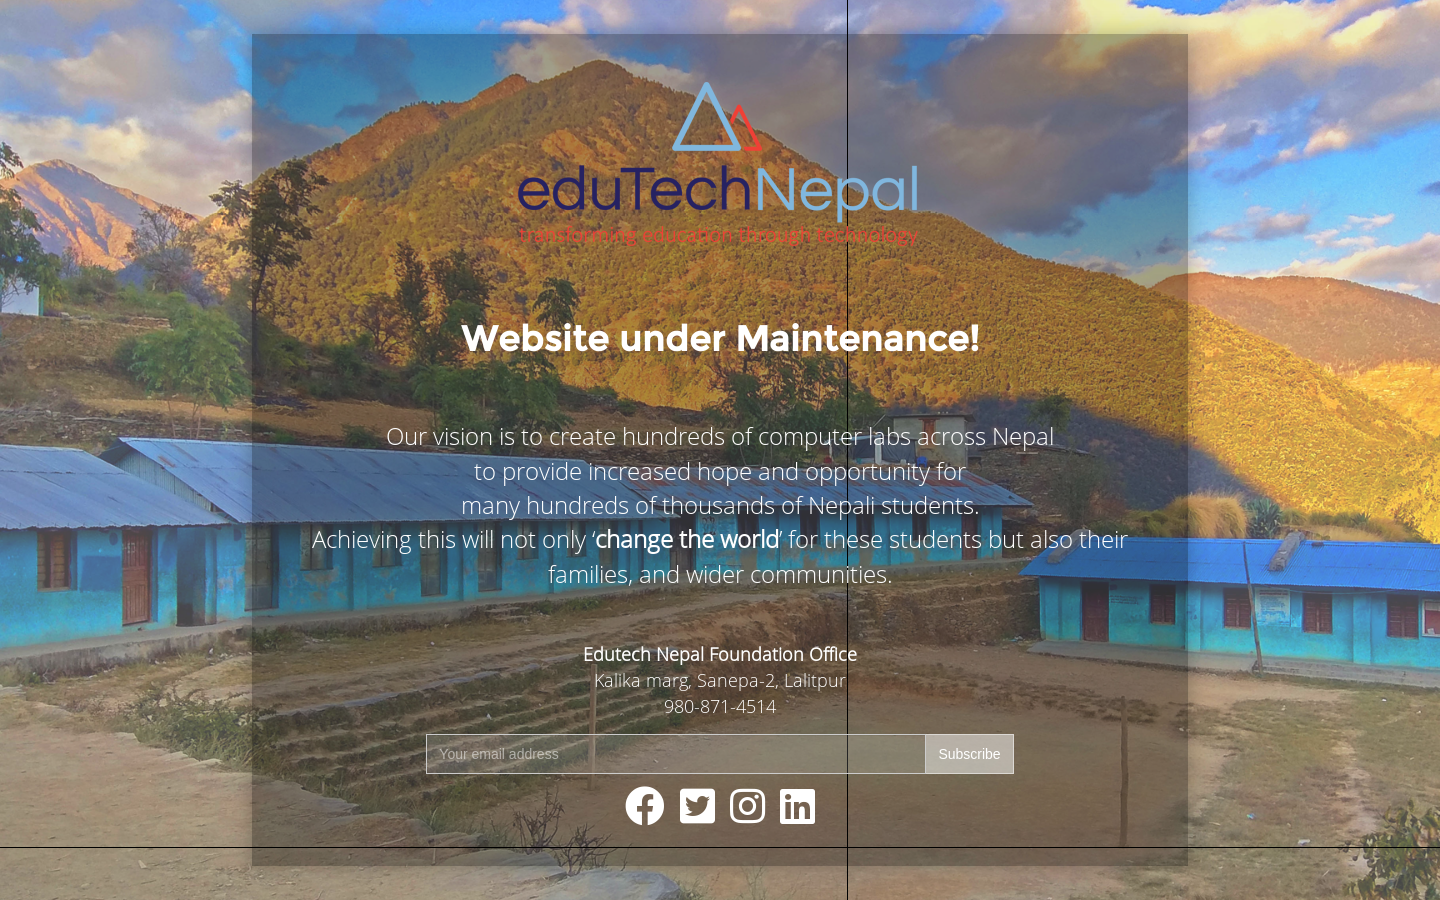 eduTechNepal
transforming education through technology
Website under Maintenance!
Our vision is to create hundreds of computer labs across Nepal
to provide increased hope and opportunity for
many hundreds of thousands of Nepali students.
Achieving this will not only ‘change the world’ for these students but also their
families, and wider communities.
Edutech Nepal Foundation Office
Kalika marg, Sanepa-2, Lalitpur
980-871-4514
Your email address
Subscribe